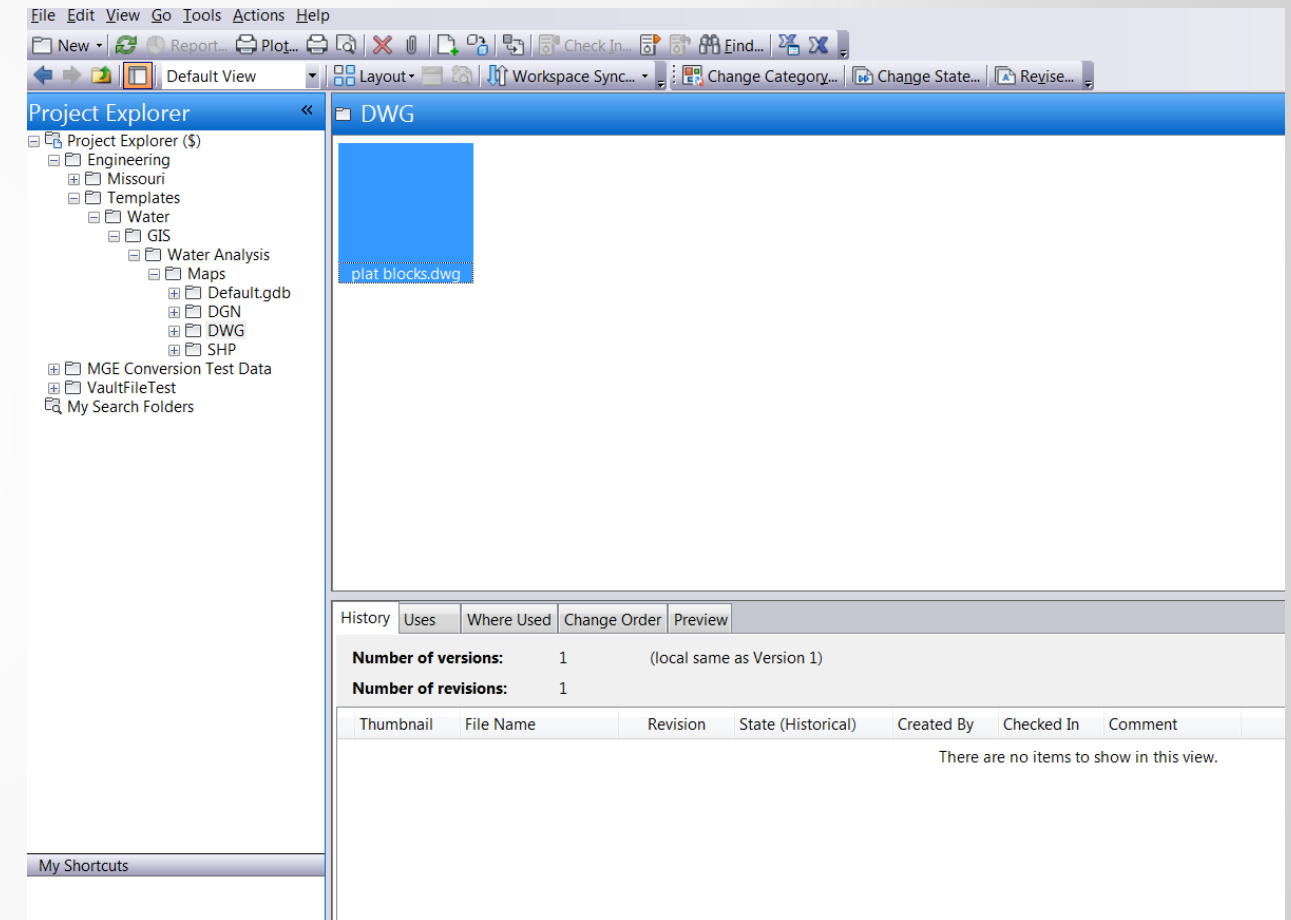 File Edit View Go Tools Actions Help
New Report... Plot... Check In... Find...
Default View Layout Workspace Sync... Change Category... Change State... Revise...
Project Explorer «
DWG
Project Explorer ($)
Engineering
Missouri
Templates
Water
GIS
Water Analysis
Maps
Default.gdb
DGN
DWG
SHP
MGE Conversion Test Data
VaultFileTest
My Search Folders
My Shortcuts
plat blocks.dwg
History Uses Where Used Change Order Preview
Number of versions: 1 (local same as Version 1)
Number of revisions: 1
Thumbnail File Name Revision State (Historical) Created By Checked In Comment
There are no items to show in this view.